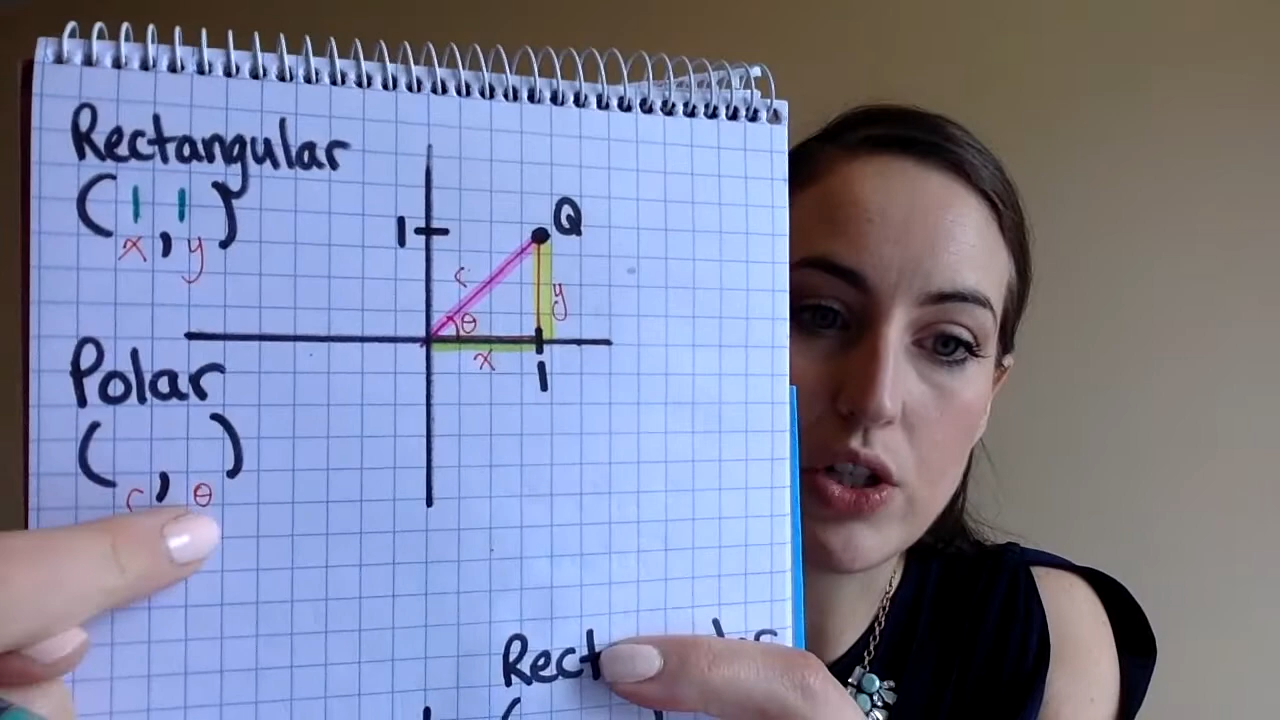 Rectangular
(1, 1)
x y
1
Q
r
y
θ
x
1
Polar
( , )
r θ
Rect